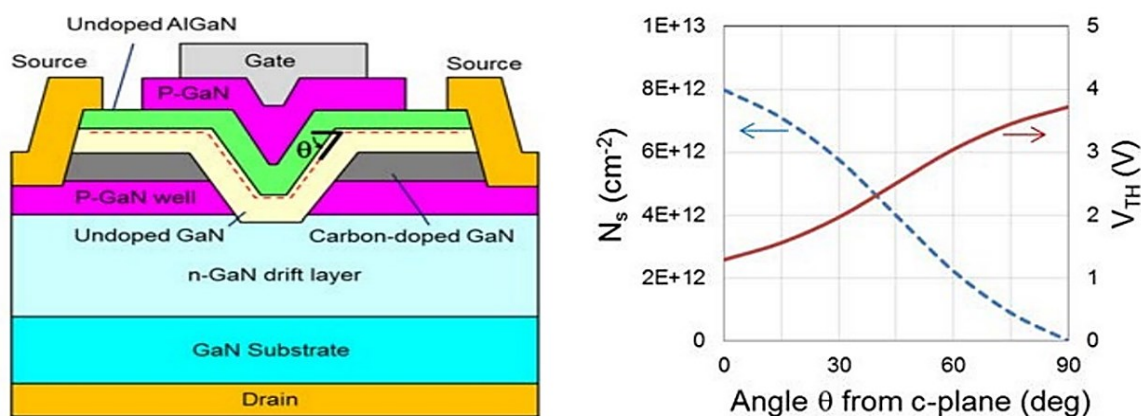 Undoped AlGaN
Source
Gate
Source
P-GaN
θ
P-GaN well
Undoped GaN
Carbon-doped GaN
n-GaN drift layer
GaN Substrate
Drain
1E+13
8E+12
6E+12
4E+12
2E+12
0
Nₛ (cm⁻²)
5
4
3
2
1
0
V_TH (V)
0
30
60
90
Angle θ from c-plane (deg)